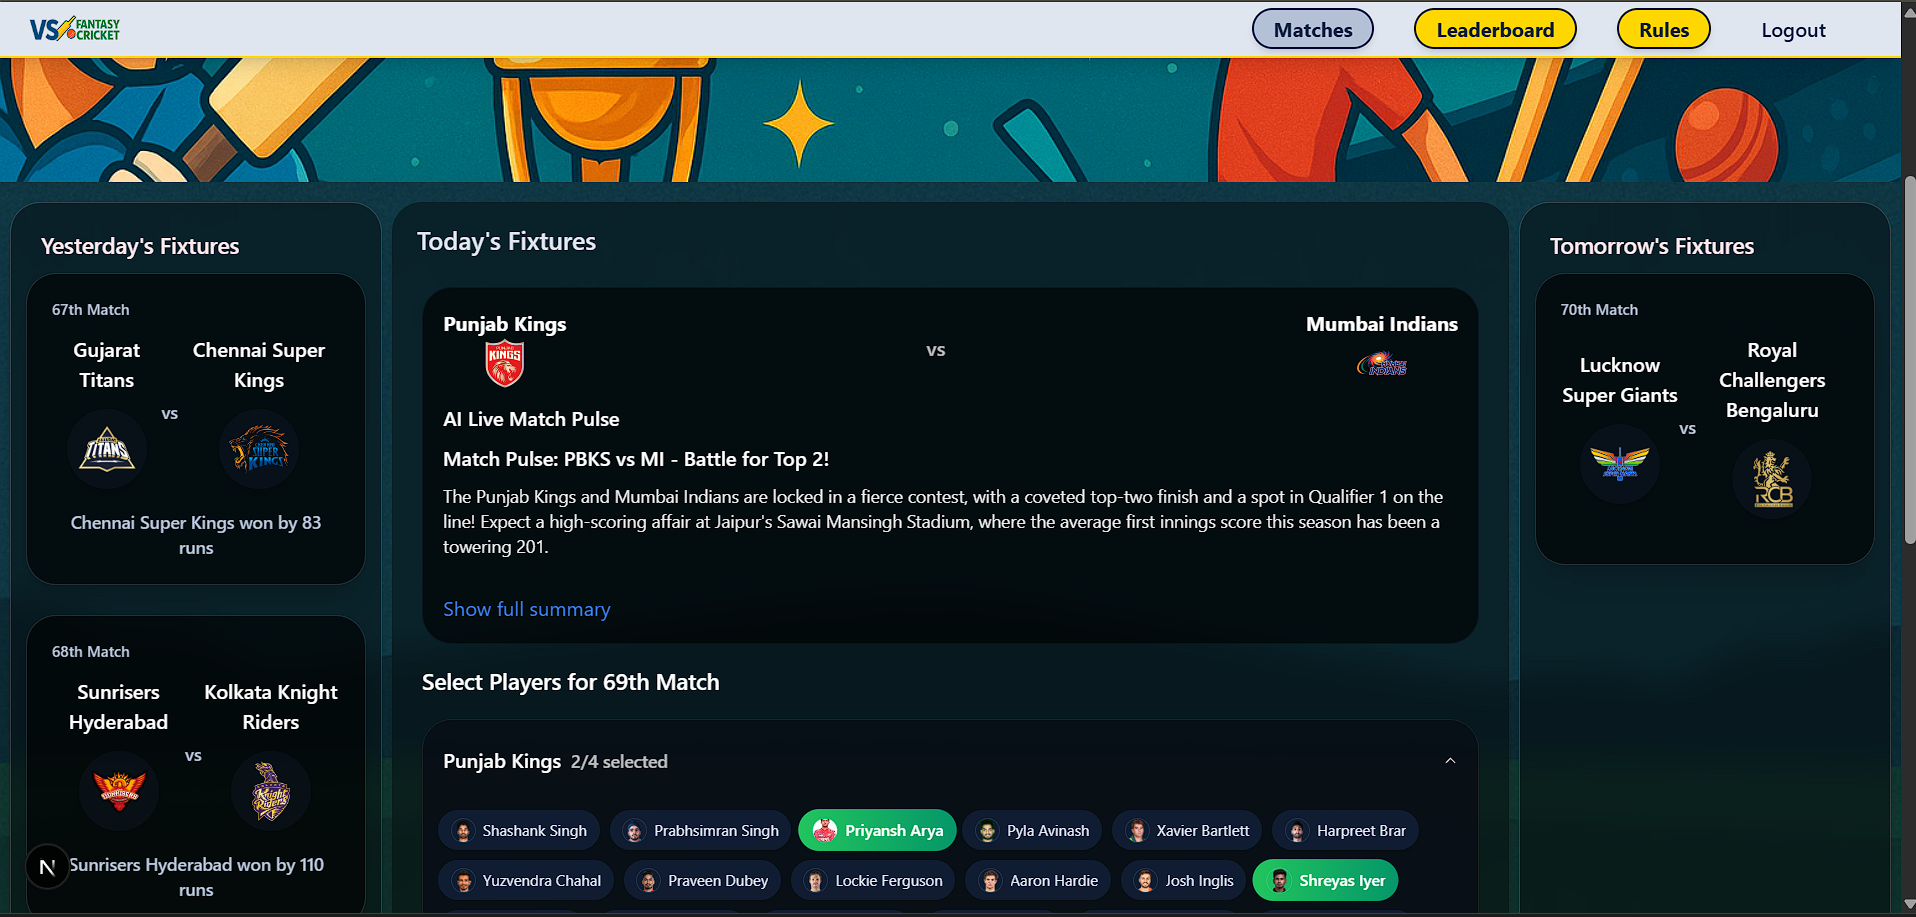 VS FANTASY CRICKET
Matches
Leaderboard
Rules
Logout
Yesterday's Fixtures
67th Match
Gujarat
Titans
vs
Chennai Super
Kings
TITANS
SUPER
KINGS
Chennai Super Kings won by 83
runs
68th Match
Sunrisers
Hyderabad
vs
Kolkata Knight
Riders
SUNRISERS
Knight
Riders
N
Sunrisers Hyderabad won by 110
runs
Today's Fixtures
Punjab Kings
PUNJAB
KINGS
vs
Mumbai Indians
INDIANS
AI Live Match Pulse
Match Pulse: PBKS vs MI - Battle for Top 2!
The Punjab Kings and Mumbai Indians are locked in a fierce contest, with a coveted top-two finish and a spot in Qualifier 1 on the
line! Expect a high-scoring affair at Jaipur's Sawai Mansingh Stadium, where the average first innings score this season has been a
towering 201.
Show full summary
Select Players for 69th Match
Punjab Kings 2/4 selected
Shashank Singh
Prabhsimran Singh
Priyansh Arya
Pyla Avinash
Xavier Bartlett
Harpreet Brar
Yuzvendra Chahal
Praveen Dubey
Lockie Ferguson
Aaron Hardie
Josh Inglis
Shreyas Iyer
Tomorrow's Fixtures
70th Match
Lucknow
Super Giants
vs
Royal
Challengers
Bengaluru
RCB